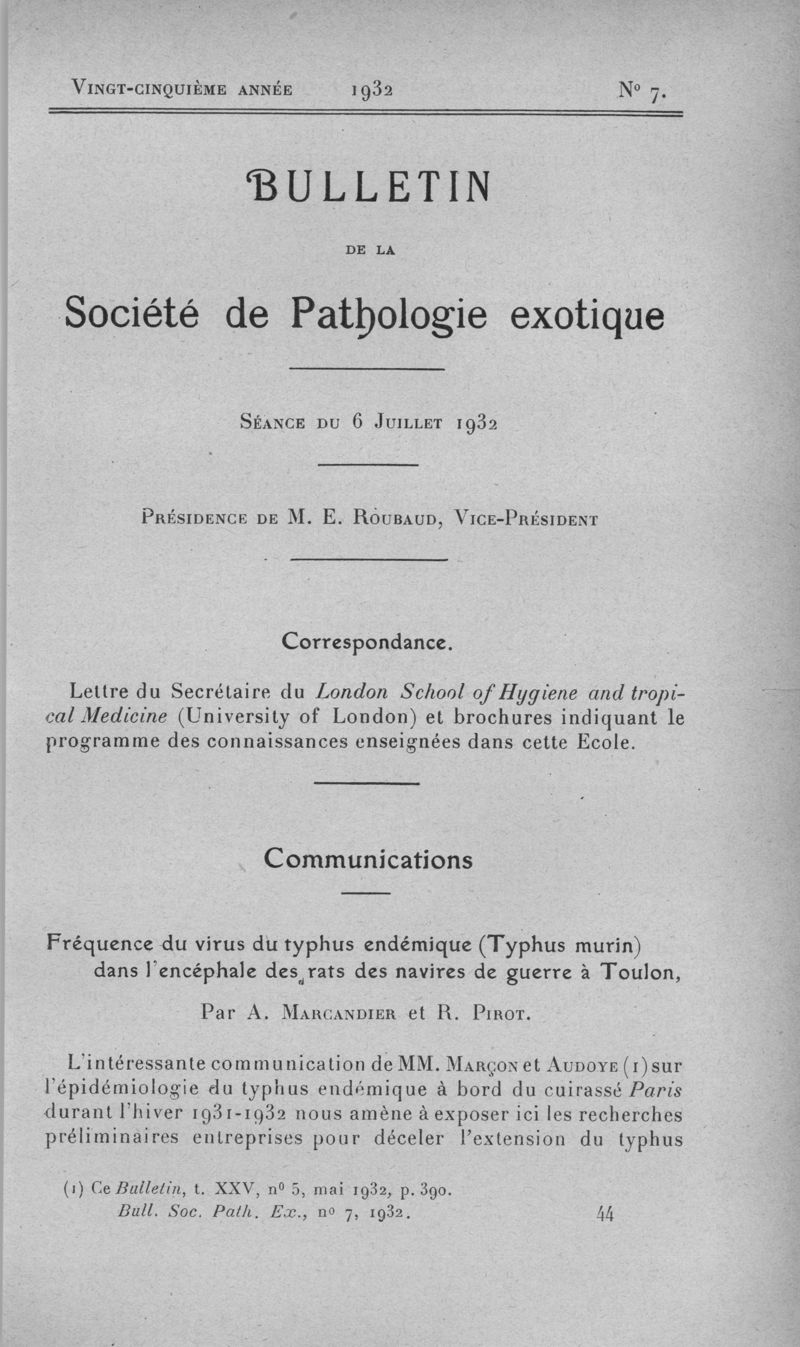 Vingt-cinquième année 1932 N° 7.
BULLETIN
DE LA
Société de Pathologie exotique
Séance du 6 Juillet 1932
Présidence de M. E. Roubaud, Vice-Président
Correspondance.
Lettre du Secrétaire du London School of Hygiene and tropi-
cal Medicine (University of London) et brochures indiquant le
programme des connaissances enseignées dans cette Ecole.
Communications
Fréquence du virus du typhus endémique (Typhus murin)
dans l'encéphale des rats des navires de guerre à Toulon,
Par A. Marcandier et R. Pirot.
L'intéressante communication de MM. Marçon et Audoye (1) sur
l'épidémiologie du typhus endémique à bord du cuirassé Paris
durant l'hiver 1931-1932 nous amène à exposer ici les recherches
préliminaires entreprises pour déceler l'extension du typhus
(1) Ce Bulletin, t. XXV, n° 5, mai 1932, p. 390.
Bull. Soc. Path. Ex., n° 7, 1932. 44